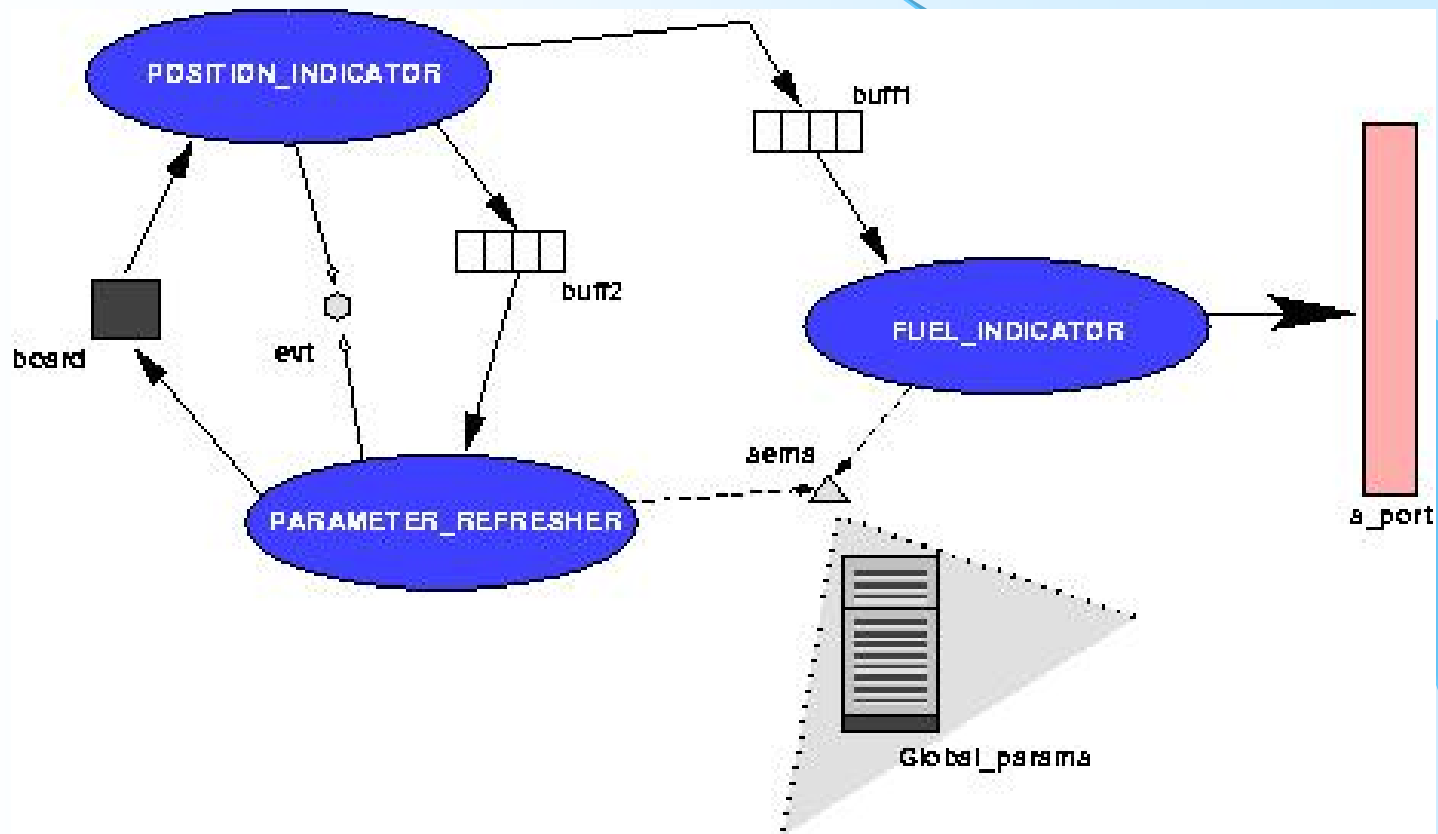 POSITION_INDICATOR
buff1
buff2
board
evt
FUEL_INDICATOR
sema
PARAMETER_REFRESHER
a_port
Global_params